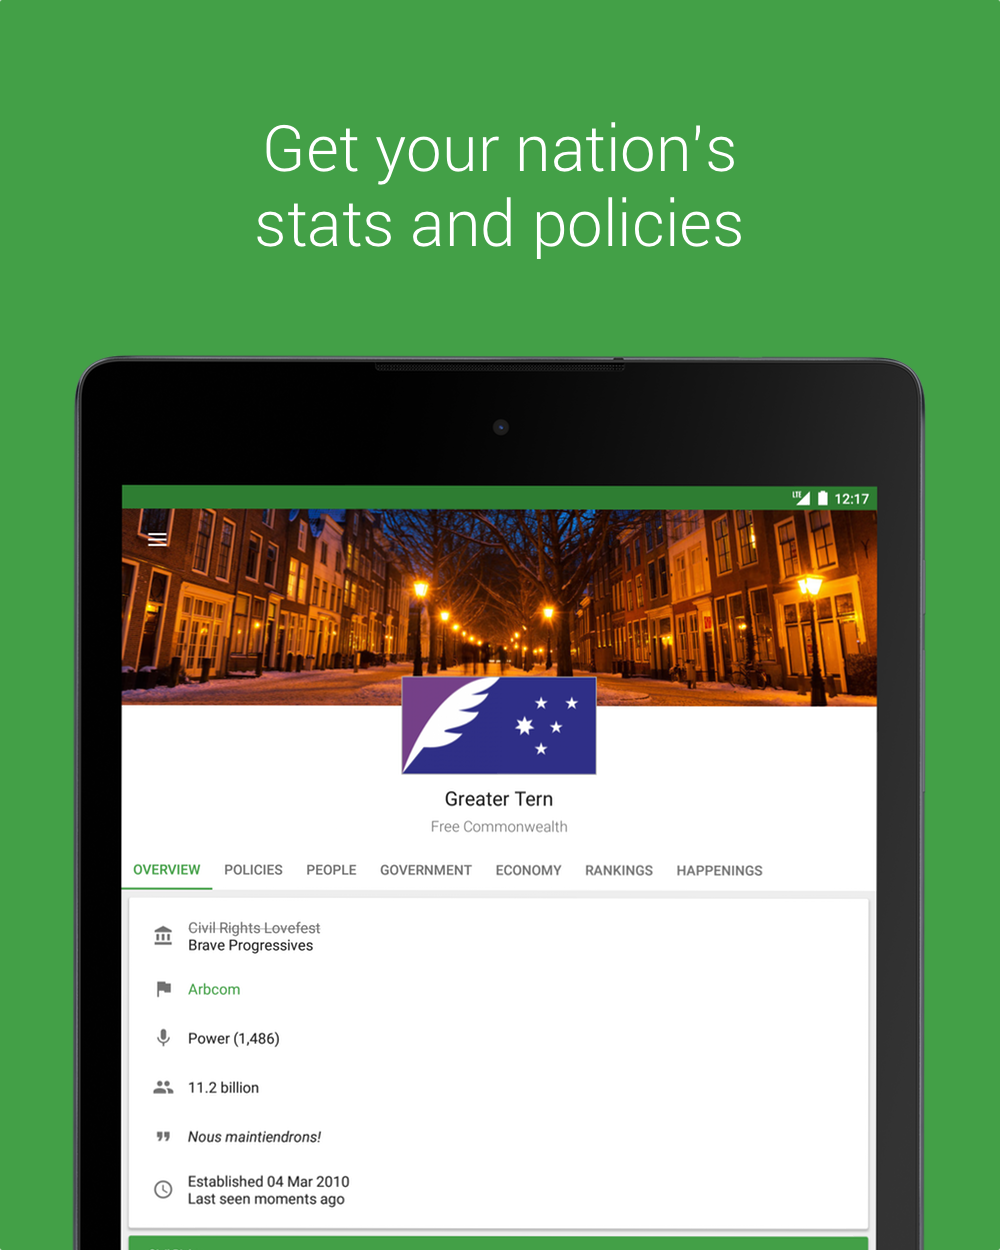 Get your nation's
stats and policies
LTE 12:17
Greater Tern
Free Commonwealth
OVERVIEW POLICIES PEOPLE GOVERNMENT ECONOMY RANKINGS HAPPENINGS
Civil Rights Lovefest
Brave Progressives
Arbcom
Power (1,486)
11.2 billion
Nous maintiendrons!
Established 04 Mar 2010
Last seen moments ago